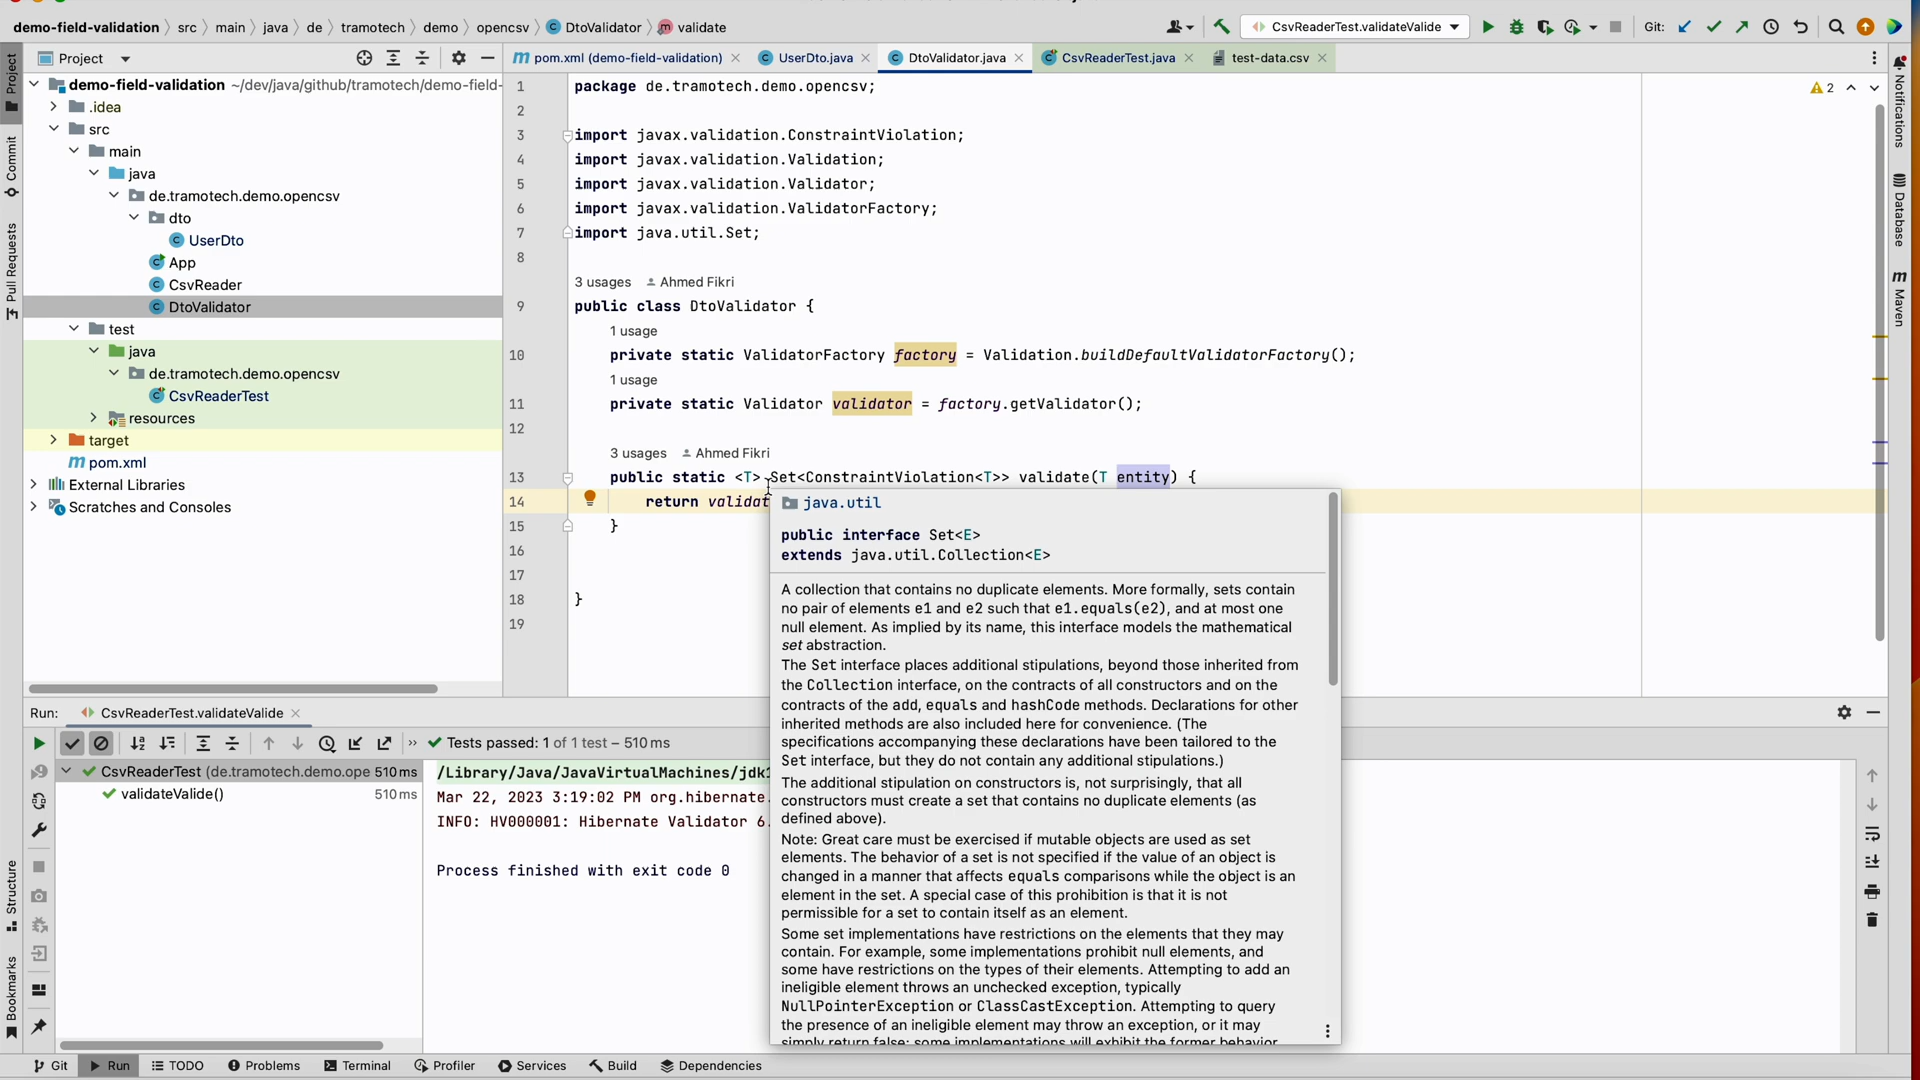 demo-field-validation src main java de tramotech demo opencsv DtoValidator validate
CsvReaderTest.validateValide
Git:
Project
pom.xml (demo-field-validation)
UserDto.java
DtoValidator.java
CsvReaderTest.java
test-data.csv
demo-field-validation ~/dev/java/github/tramotech/demo-field-
.idea
src
main
java
de.tramotech.demo.opencsv
dto
UserDto
App
CsvReader
DtoValidator
test
java
de.tramotech.demo.opencsv
CsvReaderTest
resources
target
pom.xml
External Libraries
Scratches and Consoles
Project
Commit
Pull Requests
Structure
Bookmarks
2
1 package de.tramotech.demo.opencsv;
2
3 import javax.validation.ConstraintViolation;
4 import javax.validation.Validation;
5 import javax.validation.Validator;
6 import javax.validation.ValidatorFactory;
7 import java.util.Set;
8
3 usages Ahmed Fikri
9 public class DtoValidator {
1 usage
10 private static ValidatorFactory factory = Validation.buildDefaultValidatorFactory();
1 usage
11 private static Validator validator = factory.getValidator();
12
3 usages Ahmed Fikri
13 public static <T> Set<ConstraintViolation<T>> validate(T entity) {
14 return validat
15 }
16
17
18 }
19
java.util
public interface Set<E>
extends java.util.Collection<E>
A collection that contains no duplicate elements. More formally, sets contain
no pair of elements e1 and e2 such that e1.equals(e2), and at most one
null element. As implied by its name, this interface models the mathematical
set abstraction.
The Set interface places additional stipulations, beyond those inherited from
the Collection interface, on the contracts of all constructors and on the
contracts of the add, equals and hashCode methods. Declarations for other
inherited methods are also included here for convenience. (The
specifications accompanying these declarations have been tailored to the
Set interface, but they do not contain any additional stipulations.)
The additional stipulation on constructors is, not surprisingly, that all
constructors must create a set that contains no duplicate elements (as
defined above).
Note: Great care must be exercised if mutable objects are used as set
elements. The behavior of a set is not specified if the value of an object is
changed in a manner that affects equals comparisons while the object is an
element in the set. A special case of this prohibition is that it is not
permissible for a set to contain itself as an element.
Some set implementations have restrictions on the elements that they may
contain. For example, some implementations prohibit null elements, and
some have restrictions on the types of their elements. Attempting to add an
ineligible element throws an unchecked exception, typically
NullPointerException or ClassCastException. Attempting to query
the presence of an ineligible element may throw an exception, or it may
simply return false; some implementations will exhibit the former behavior
Notifications
Database
Maven
Run: CsvReaderTest.validateValide
Tests passed: 1 of 1 test – 510 ms
CsvReaderTest (de.tramotech.demo.ope 510 ms
validateValide() 510 ms
/Library/Java/JavaVirtualMachines/jdk1
Mar 22, 2023 3:19:02 PM org.hibernate.
INFO: HV000001: Hibernate Validator 6.
Process finished with exit code 0
Git
Run
TODO
Problems
Terminal
Profiler
Services
Build
Dependencies